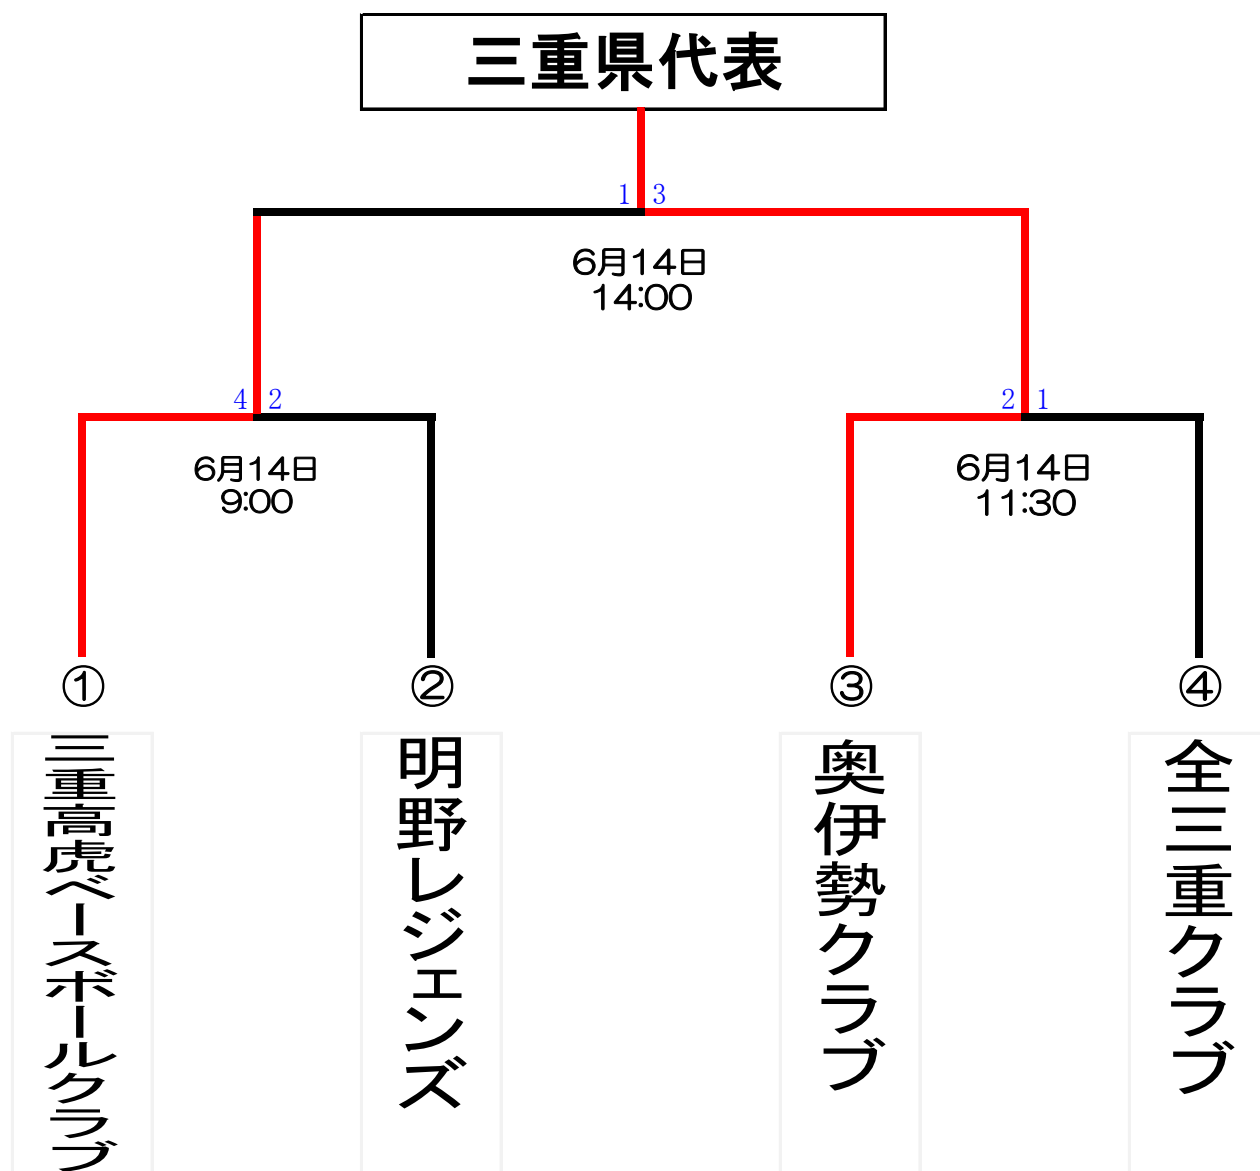 三重県代表
1 3
6月14日
14:00
4 2
2 1
6月14日
9:00
6月14日
11:30
①
②
③
④
三重高虎ベースボールクラブ
明野レジェンズ
奥伊勢クラブ
全三重クラブ